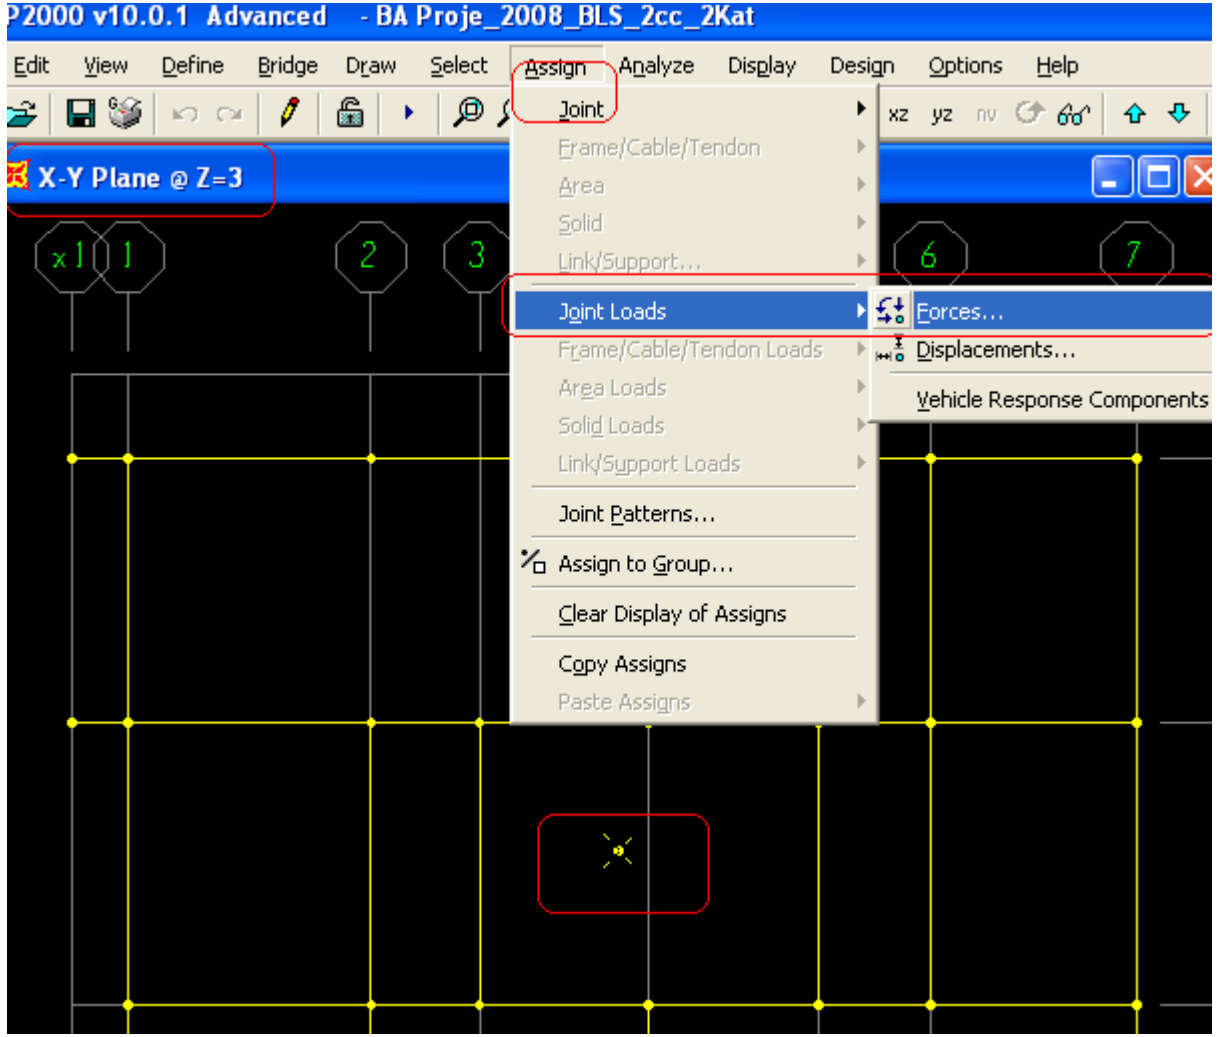 P2000 v10.0.1 Advanced - BA Proje_2008_BLS_2cc_2Kat
Edit View Define Bridge Draw Select Assign Analyze Display Design Options Help
xz yz nv
X-Y Plane @ Z=3
Joint
Frame/Cable/Tendon
Area
Solid
Link/Support...
x1 1 2 3 6 7
Joint Loads
Forces...
Frame/Cable/Tendon Loads
Displacements...
Area Loads
Vehicle Response Components
Solid Loads
Link/Support Loads
Joint Patterns...
Assign to Group...
Clear Display of Assigns
Copy Assigns
Paste Assigns